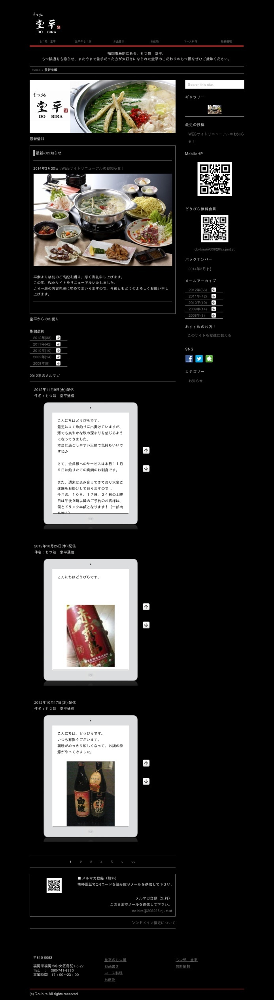 もつ処
堂平
DO BIRA
もつ処　堂平
堂平のもつ鍋
お品書き
お飲物
コース料理
最新情報
福岡市鳥飼にある、もつ処　堂平。
もつ鍋通をも唸らせ、また今まで苦手だった方が大好きになられた堂平のこだわりのもつ鍋をぜひご賞味ください。
Home » 最新情報
もつ処
堂平
DO BIRA
最新情報
最新のお知らせ
2014年3月30日 : WEBサイトリニューアルのお知らせ！
平素より格別のご高配を賜り、厚く御礼申し上げます。
この度、Webサイトをリニューアルいたしました。
より一層の内容充実に努めてまいりますので、今後ともどうぞよろしくお願い申し
上げます。
堂平からのお便り
期間選択
2012年(33)
2011年(42)
2010年(10)
2009年(14)
2008年(8)
2012年のメルマガ
2012年11月9日(金) 配信
件名：もつ処　堂平通信
こんにちはどうびらです。
最近はよく魚釣りに出掛けていますが、
海でも爽やかな秋の深まりを感じるよう
になってきました。
本当に過ごしやすい天候で気持ちいいで
すね♪
さて、会員様へのサービスは本日１１月
９日は釣りたての真鯛のお刺身です。
また、週末は込み合ってきており大変ご
迷惑をお掛けしておりますので…
今月の、１０日、１７日、２４日の土曜
日は午後９時以降のご予約のお客様は、
何とドリンク半額となります！（一部商
品除く）
2012年10月25日(木) 配信
件名：もつ処　堂平通信
こんにちはどうびらです。
赤霧島
霧島酒造株式会社
2012年10月17日(水) 配信
件名：もつ処　堂平通信
こんにちは、どうびらです。
いつも有難うございます。
朝晩がめっきり涼しくなって、お鍋の季
節がやってきました。
白波
1 2 3 4 5 > >>
■ メルマガ登録（無料）
携帯電話でQRコードを読み取りメールを送信して下さい。
メルマガ登録（無料）
このまま空メールを送信して下さい。
do-bira@308285.r.just.st
＞＞ドメイン指定について
Search this site...
ギャラリー
最近の投稿
WEBサイトリニューアルのお知ら
せ！
MobileHP
どうびら無料会員
do-bira@308285.r.just.st
バックナンバー
2014年3月 (1)
メールアーカイブ
2012年(33)
2011年(42)
2010年(10)
2009年(14)
2008年(8)
おすすめのお店！
このサイトを友達に教える
SNS
カテゴリー
お知らせ
〒810-0053
福岡県福岡市中央区鳥飼1-5-27
TEL　：　090-741-8880
営業時間　17：00～23：00
堂平のもつ鍋
お品書き
コース料理
お飲物
もつ処　堂平
最新情報
(c) Doubira All rights reserved